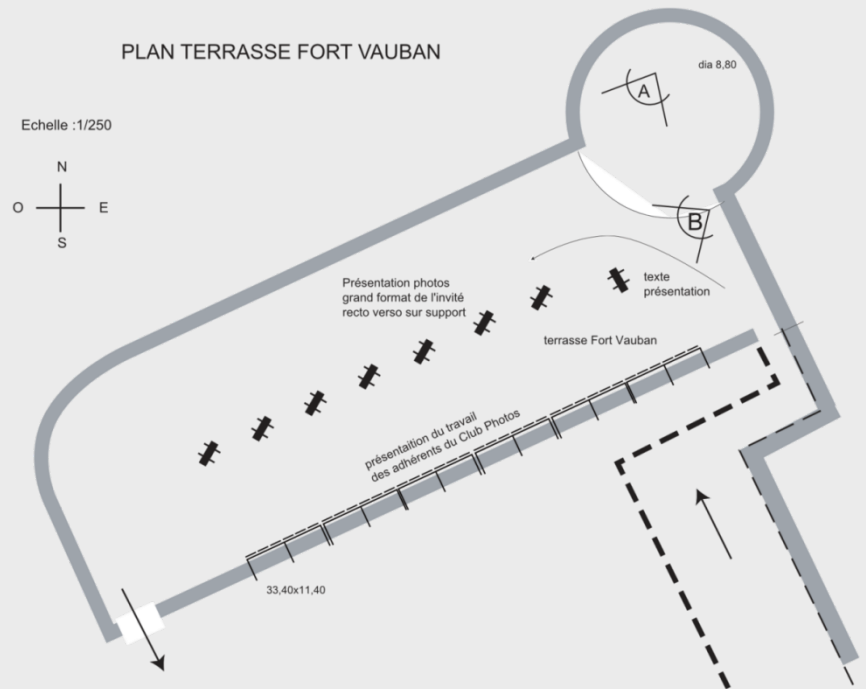 PLAN TERRASSE FORT VAUBAN
dia 8,80
A
Echelle :1/250
N
O E
S
B
Présentation photos
grand format de l'invité
recto verso sur support
texte
présentation
terrasse Fort Vauban
présentaition du travail
des adhérents du Club Photos
33,40x11,40